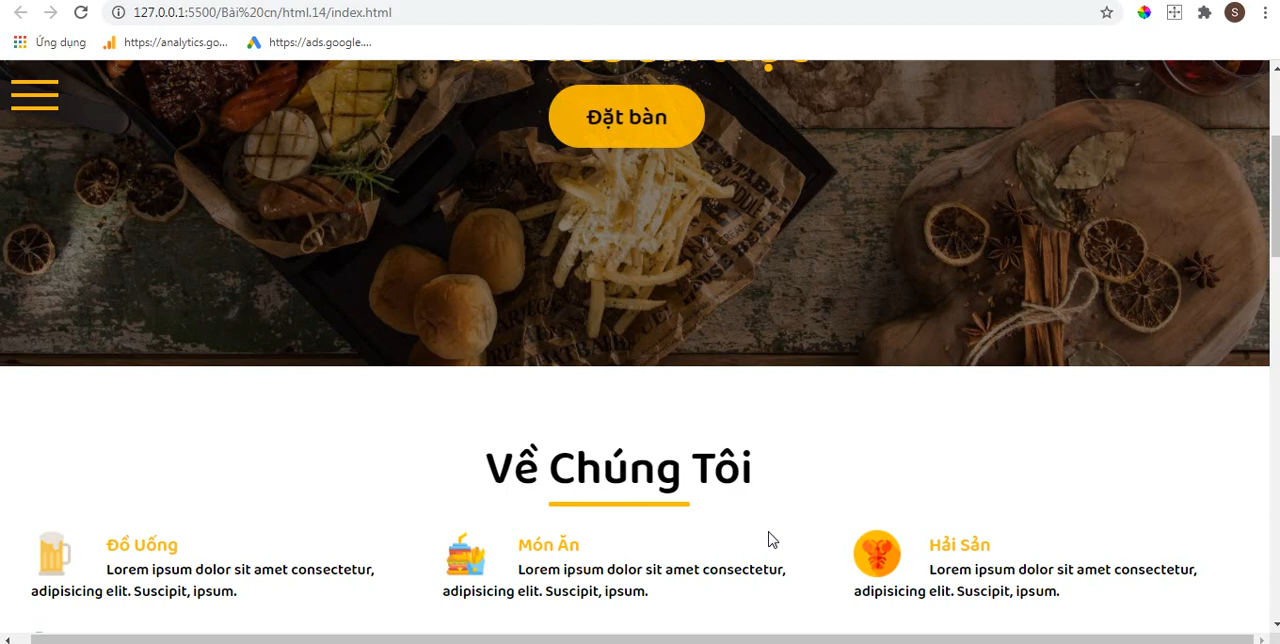 127.0.0.1:5500/Bài%20cn/html.14/index.html
S
Ứng dụng
https://analytics.go...
https://ads.google....
Đặt bàn
Về Chúng Tôi
Đồ Uống
Lorem ipsum dolor sit amet consectetur,
adipisicing elit. Suscipit, ipsum.
Món Ăn
Lorem ipsum dolor sit amet consectetur,
adipisicing elit. Suscipit, ipsum.
Hải Sản
Lorem ipsum dolor sit amet consectetur,
adipisicing elit. Suscipit, ipsum.